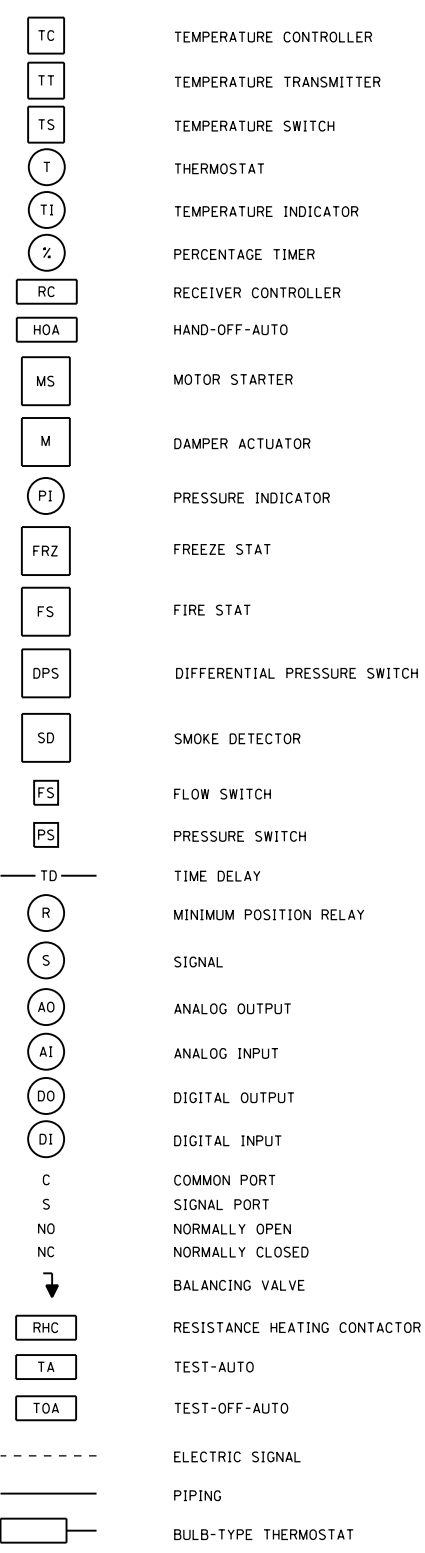 TC TEMPERATURE CONTROLLER
TT TEMPERATURE TRANSMITTER
TS TEMPERATURE SWITCH
T THERMOSTAT
TI TEMPERATURE INDICATOR
% PERCENTAGE TIMER
RC RECEIVER CONTROLLER
HOA HAND-OFF-AUTO
MS MOTOR STARTER
M DAMPER ACTUATOR
PI PRESSURE INDICATOR
FRZ FREEZE STAT
FS FIRE STAT
DPS DIFFERENTIAL PRESSURE SWITCH
SD SMOKE DETECTOR
FS FLOW SWITCH
PS PRESSURE SWITCH
TD TIME DELAY
R MINIMUM POSITION RELAY
S SIGNAL
AO ANALOG OUTPUT
AI ANALOG INPUT
DO DIGITAL OUTPUT
DI DIGITAL INPUT
C COMMON PORT
S SIGNAL PORT
NO NORMALLY OPEN
NC NORMALLY CLOSED
BALANCING VALVE
RHC RESISTANCE HEATING CONTACTOR
TA TEST-AUTO
TOA TEST-OFF-AUTO
ELECTRIC SIGNAL
PIPING
BULB-TYPE THERMOSTAT